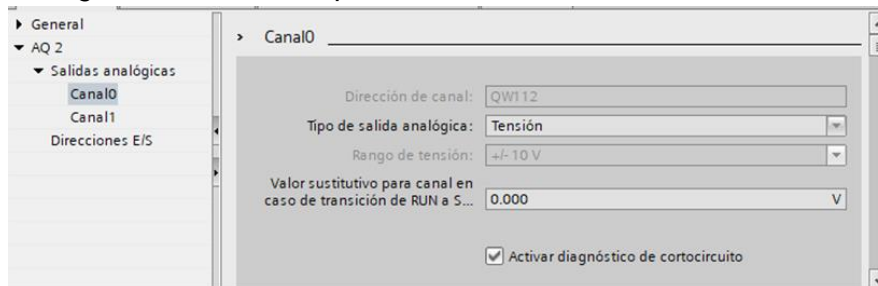 General
AQ 2
Salidas analógicas
Canal0
Canal1
Direcciones E/S
Canal0
Dirección de canal: QW112
Tipo de salida analógica: Tensión
Rango de tensión: +/- 10 V
Valor sustitutivo para canal en
caso de transición de RUN a S... 0.000 V
Activar diagnóstico de cortocircuito